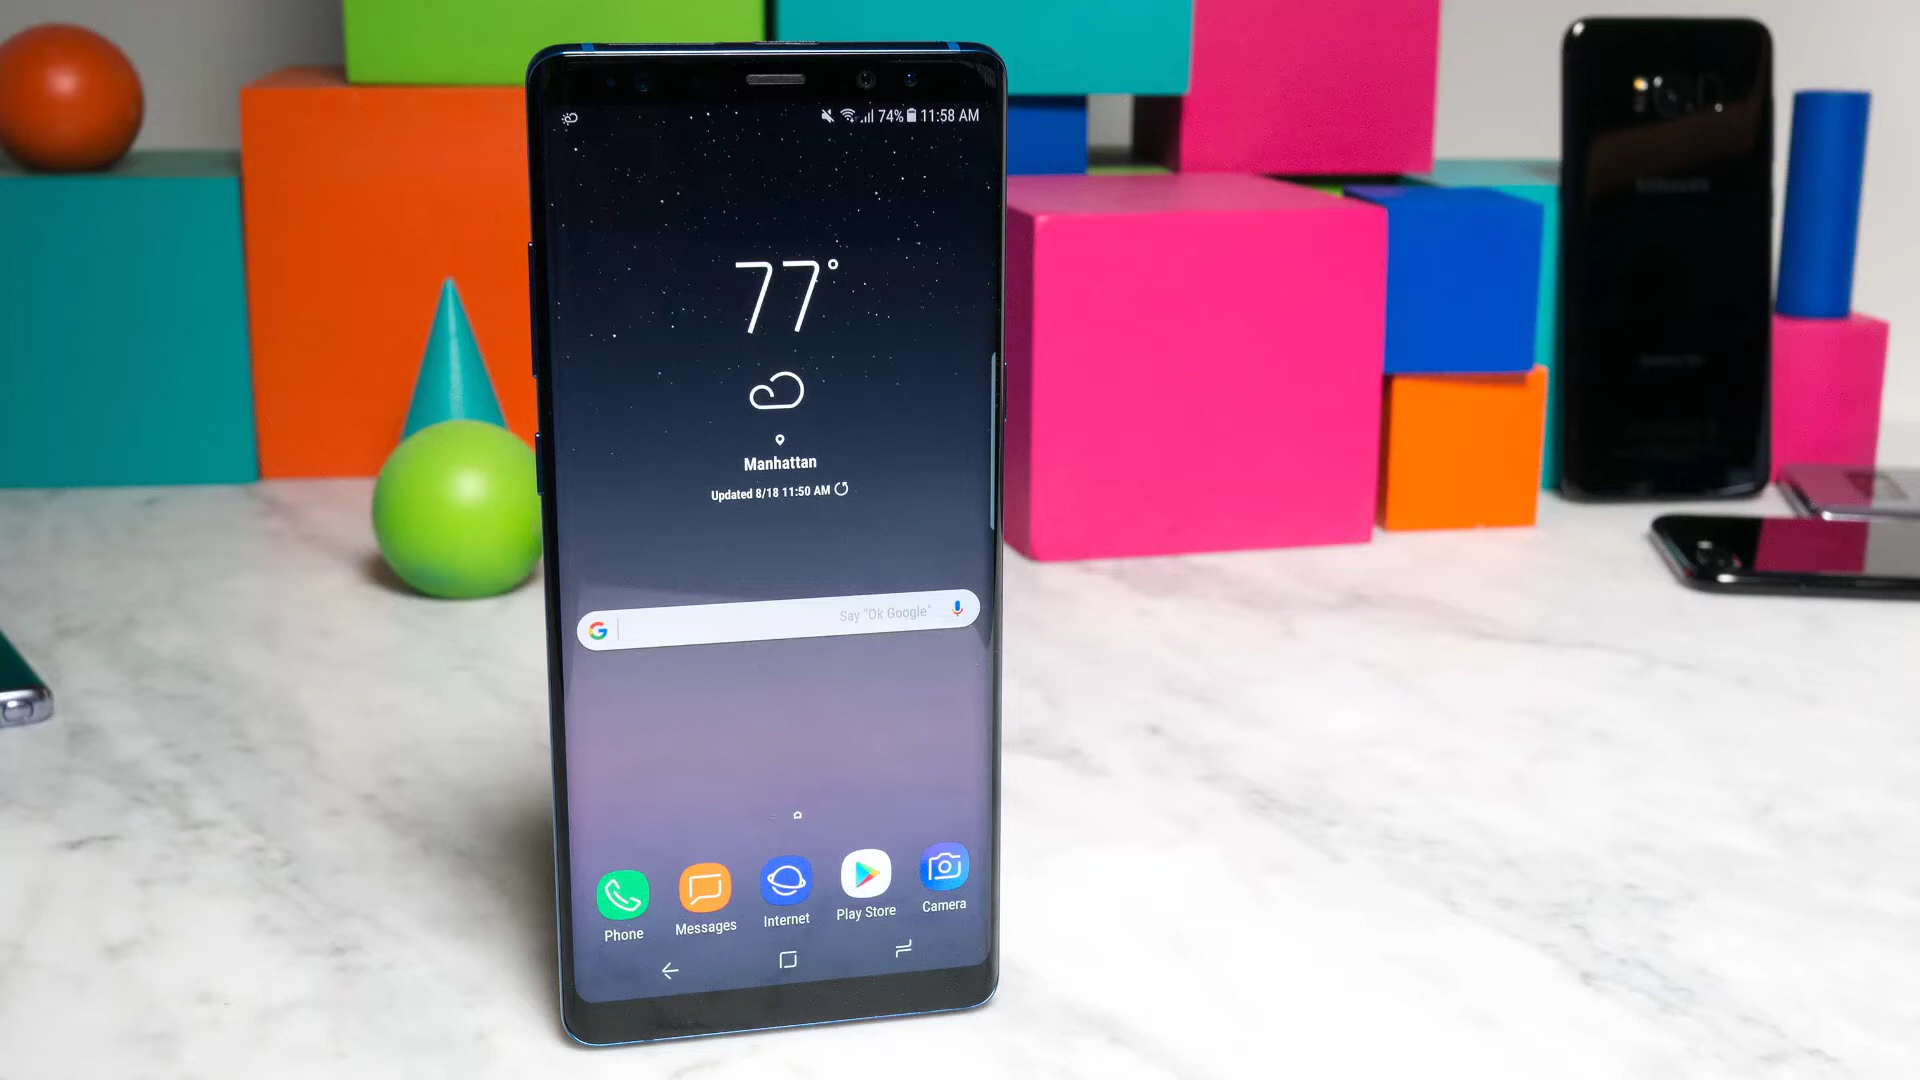 74% 11:58 AM
77°
Manhattan
Updated 8/18 11:50 AM
G Say "Ok Google"
Phone Messages Internet Play Store Camera
SAMSUNG